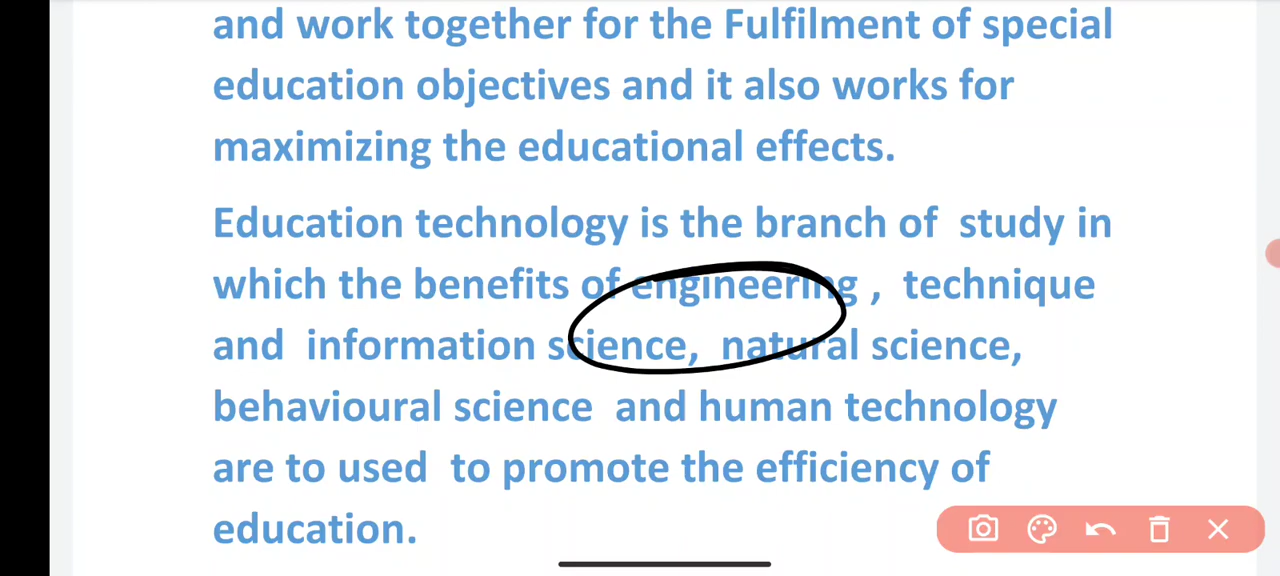 and work together for the Fulfilment of special
education objectives and it also works for
maximizing the educational effects.
Education technology is the branch of study in
which the benefits of engineering , technique
and information science, natural science,
behavioural science and human technology
are to used to promote the efficiency of
education.